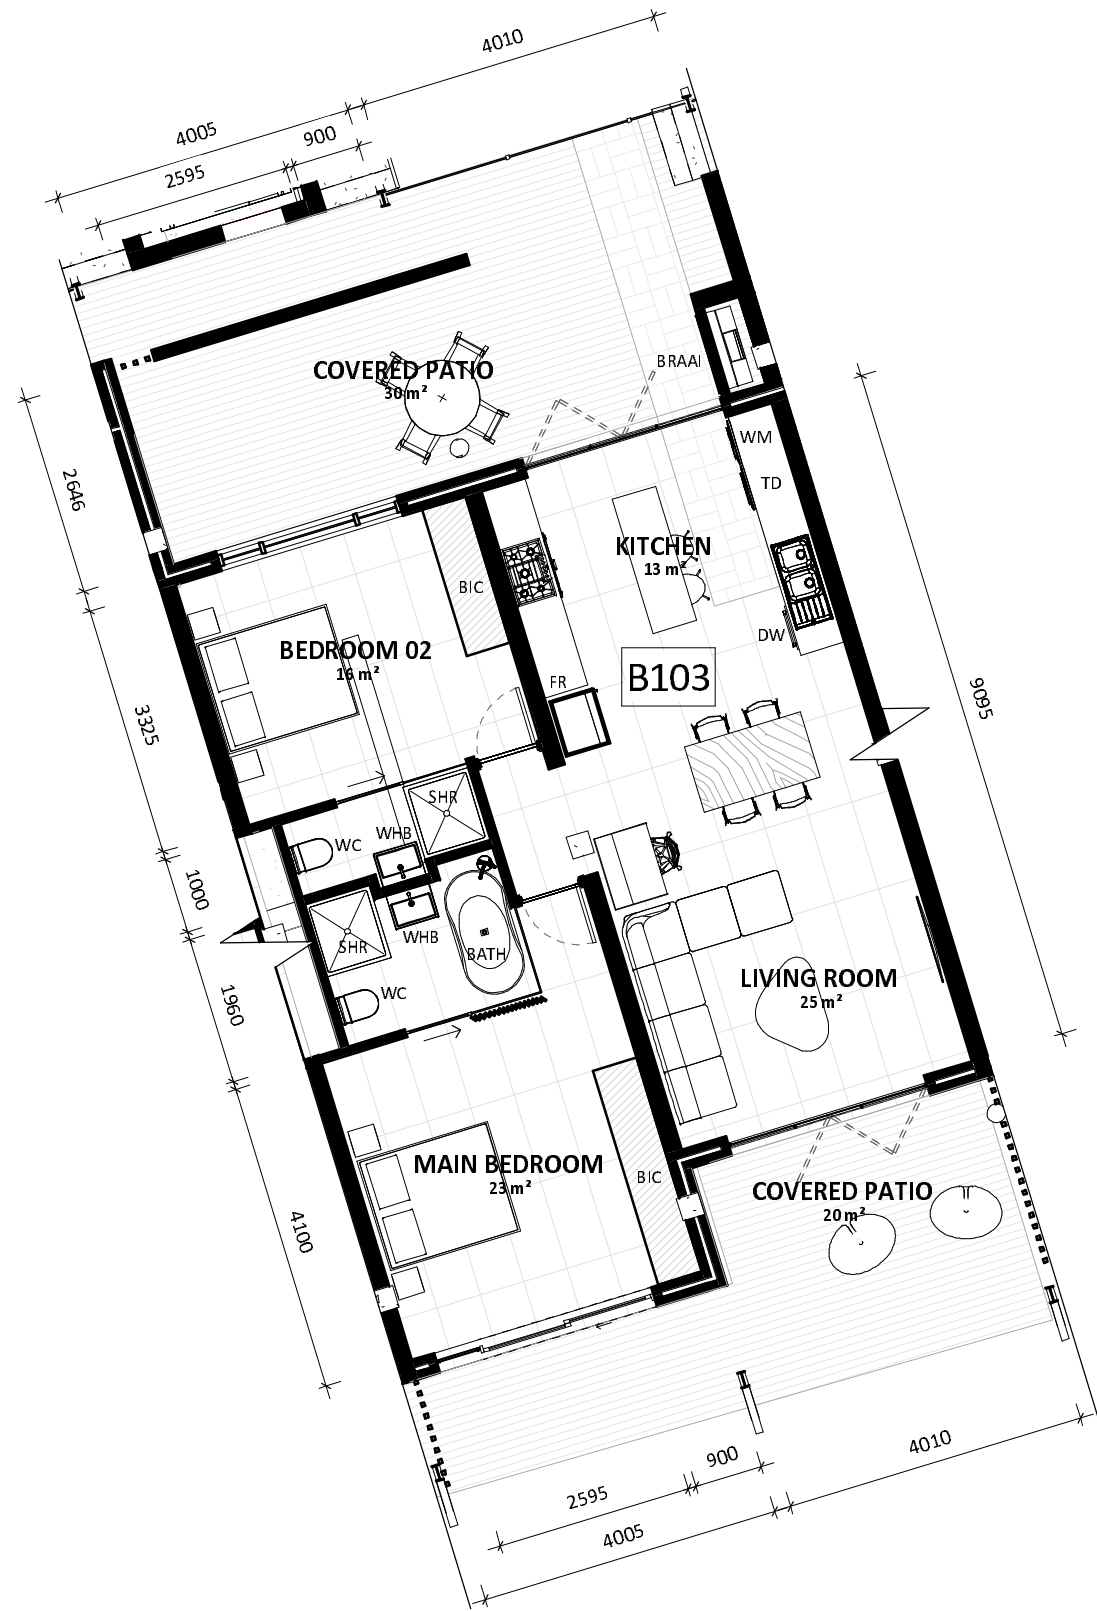 4010
4005
900
2595
BRAAI
COVERED PATIO
30 m²
WM
TD
2646
KITCHEN
13 m²
BIC
DW
BEDROOM 02
16 m²
FR
B103
9095
3325
SHR
WHB
WC
1000
WHB
SHR
BATH
WC
LIVING ROOM
25 m²
1960
MAIN BEDROOM
23 m²
BIC
COVERED PATIO
20 m²
4100
900
4010
2595
4005